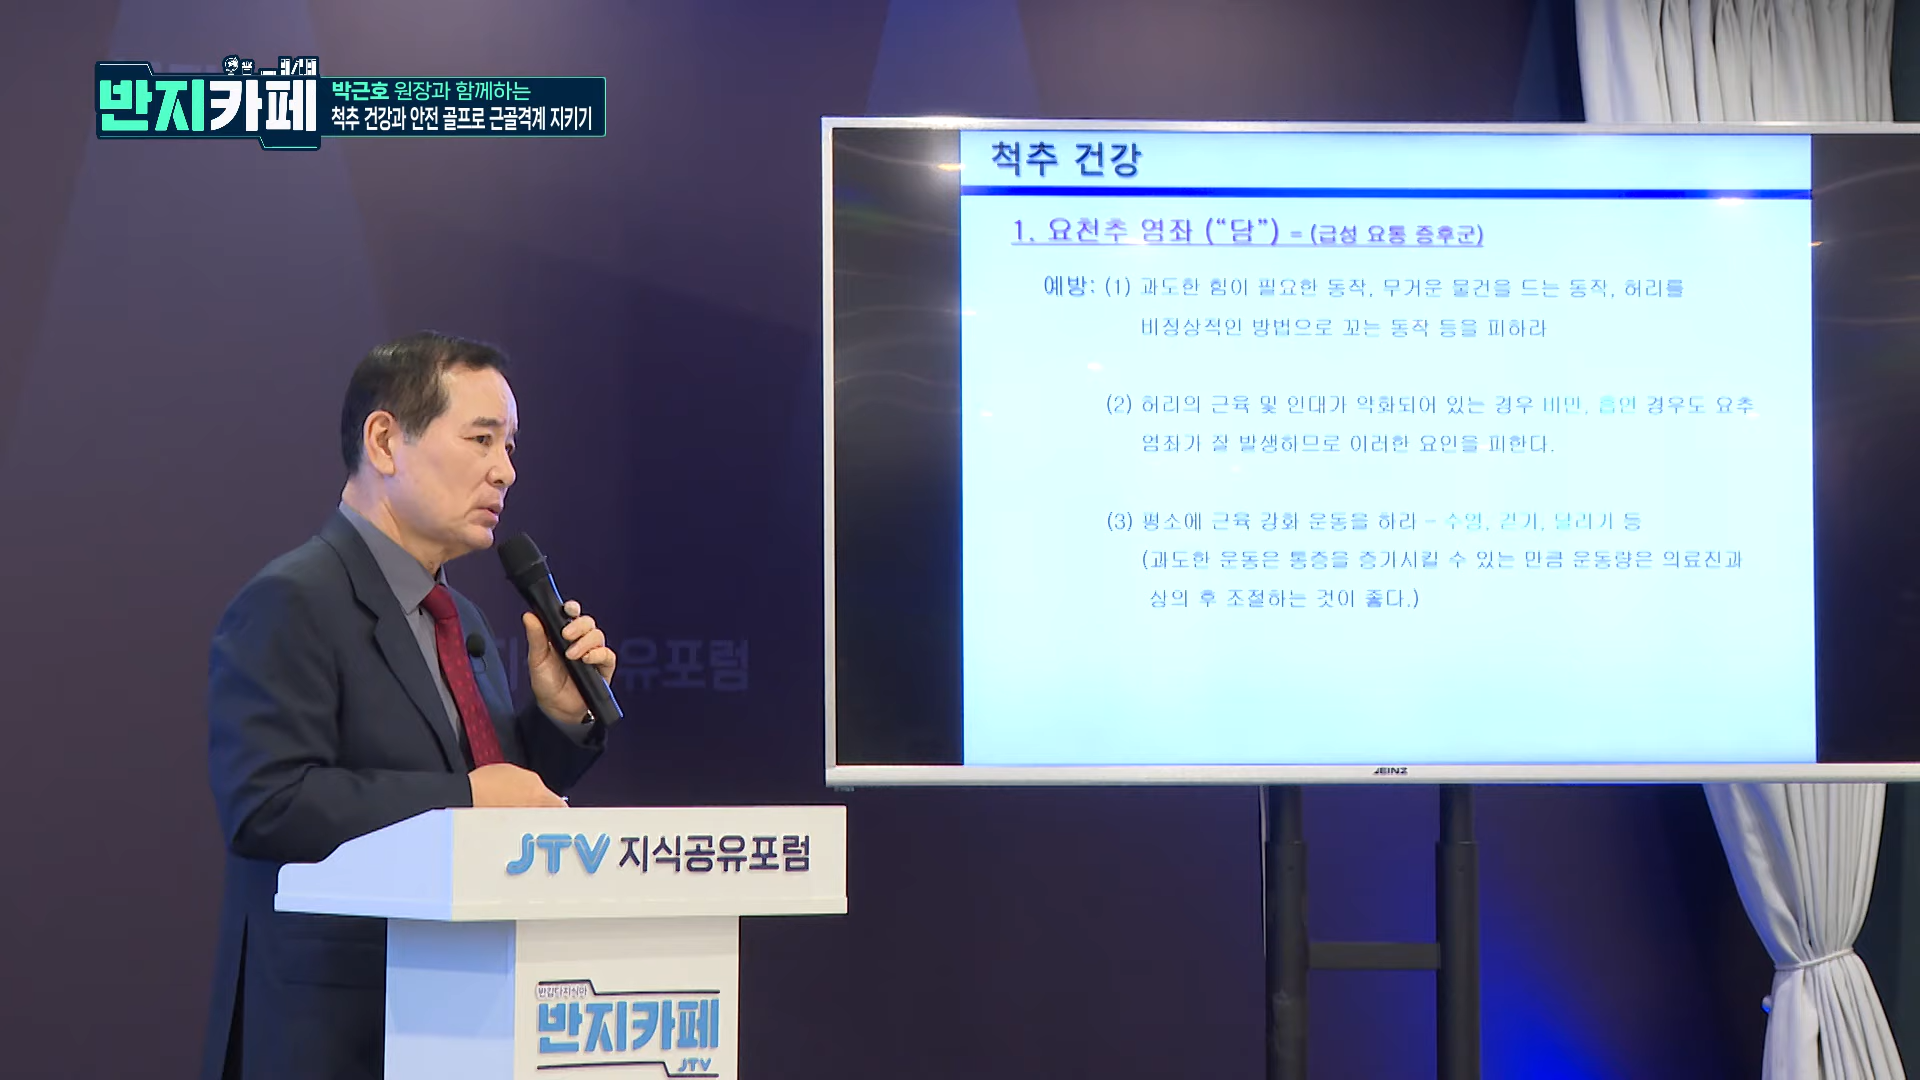 반지카페
박근호 원장과 함께하는
척추 건강과 안전 골프로 근골격계 지키기
척추 건강
1. 요천추 염좌 (“담”) = (급성 요통 증후군)
예방: (1) 과도한 힘이 필요한 동작, 무거운 물건을 드는 동작, 허리를
비정상적인 방법으로 꼬는 동작 등을 피하라
(2) 허리의 근육 및 인대가 약화되어 있는 경우 비만, 흡연 경우도 요추
염좌가 잘 발생하므로 이러한 요인을 피한다.
(3) 평소에 근육 강화 운동을 하라 - 수영, 걷기, 달리기 등
(과도한 운동은 통증을 증가시킬 수 있는 만큼 운동량은 의료진과
상의 후 조절하는 것이 좋다.)
유포럼
JTV 지식공유포럼
반갑다지식아
반지카페
JTV